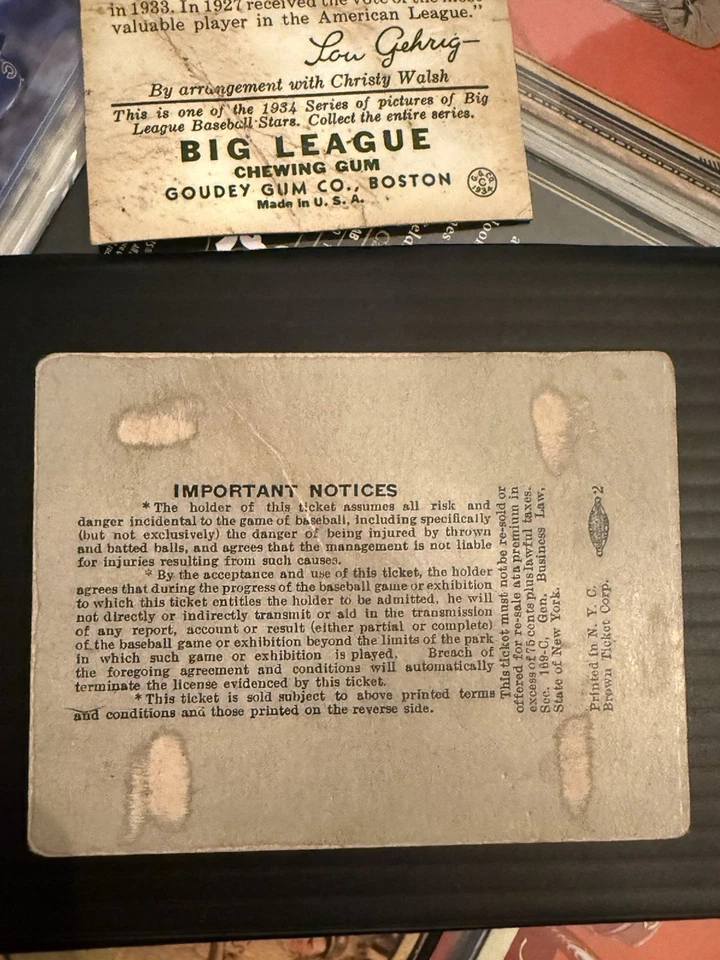 in 1933. In 1927 received the vote of the most
valuable player in the American League."
Lou Gehrig
By arrangement with Christy Walsh
This is one of the 1934 Series of pictures of Big
League Baseball Stars. Collect the entire series.
BIG LEAGUE
CHEWING GUM
GOUDEY GUM CO., BOSTON
Made in U. S. A.
G.G.Co.
C
1934
IMPORTANT NOTICES
* The holder of this ticket assumes all risk and
danger incidental to the game of baseball, including specifically
(but not exclusively) the danger of being injured by thrown
and batted balls, and agrees that the management is not liable
for injuries resulting from such causes.
* By the acceptance and use of this ticket, the holder
agrees that during the progress of the baseball game or exhibition
to which this ticket entitles the holder to be admitted, he will
not directly or indirectly transmit or aid in the transmission
of any report, account or result (either partial or complete)
of the baseball game or exhibition beyond the limits of the park
in which such game or exhibition is played. Breach of
the foregoing agreement and conditions will automatically
terminate the license evidenced by this ticket.
* This ticket is sold subject to above printed terms
and conditions and those printed on the reverse side.
This ticket must not be re-sold or
offered for re-sale at a premium in
excess of 75 cents plus lawful taxes.
Sec. 169-C, Gen. Business Law,
State of New York.
Printed in N. Y. C.
Brown Ticket Corp.
2